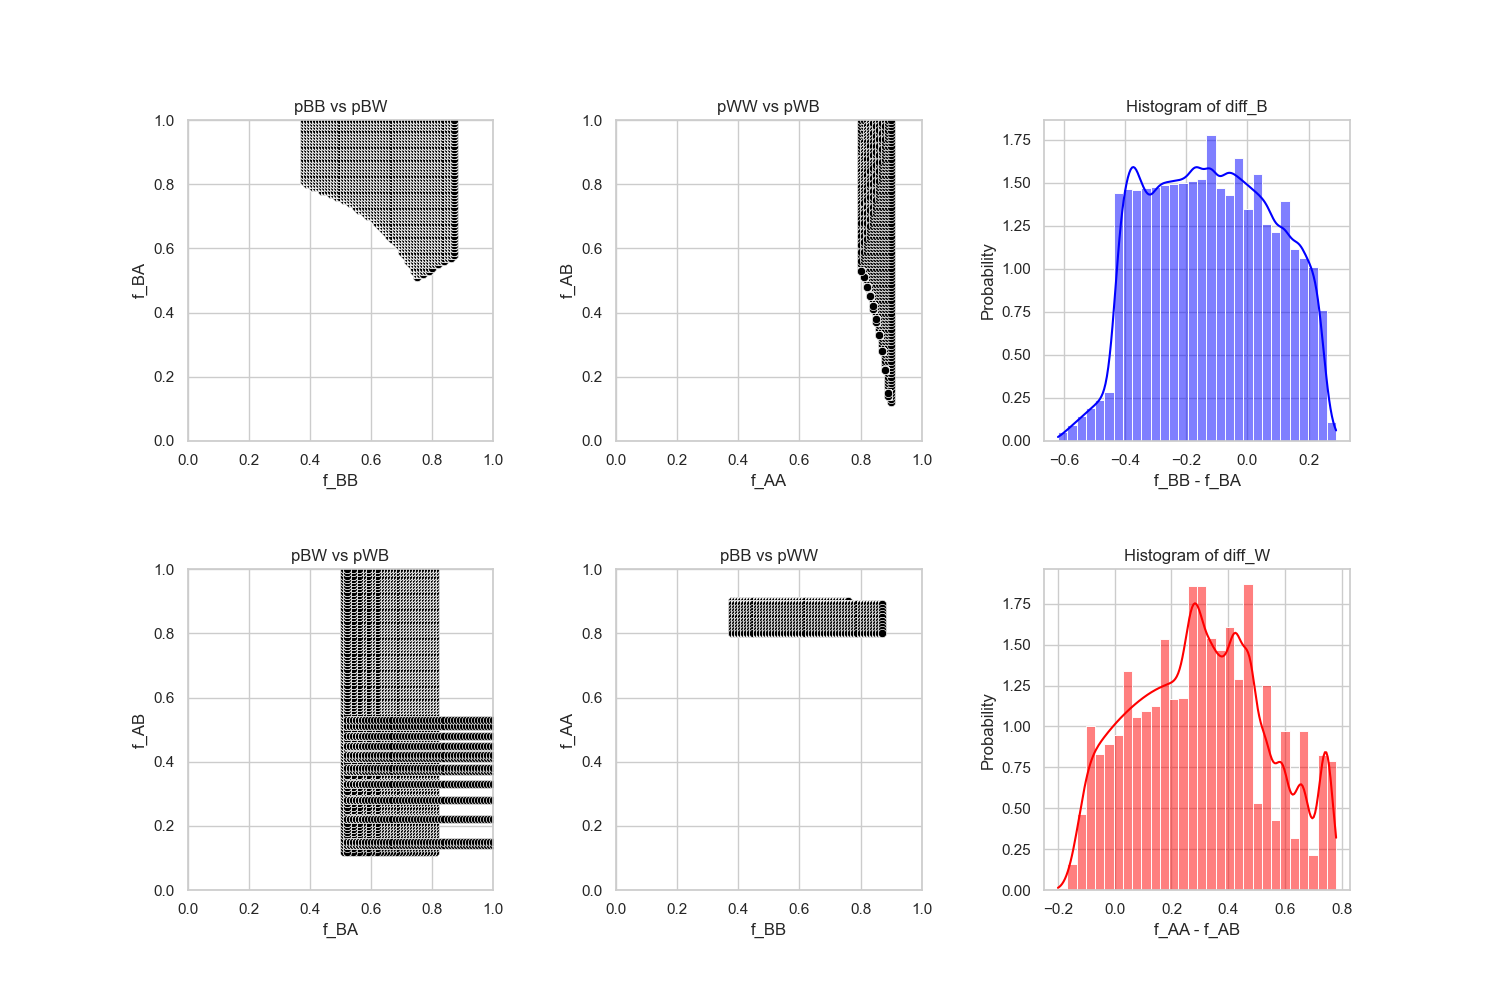 pBB vs pBW
1.0
0.8
0.6
0.4
0.2
0.0
f_BA
0.0 0.2 0.4 0.6 0.8 1.0
f_BB
pWW vs pWB
1.0
0.8
0.6
0.4
0.2
0.0
f_AB
0.0 0.2 0.4 0.6 0.8 1.0
f_AA
Histogram of diff_B
1.75
1.50
1.25
1.00
0.75
0.50
0.25
0.00
Probability
−0.6 −0.4 −0.2 0.0 0.2
f_BB - f_BA
pBW vs pWB
1.0
0.8
0.6
0.4
0.2
0.0
f_AB
0.0 0.2 0.4 0.6 0.8 1.0
f_BA
pBB vs pWW
1.0
0.8
0.6
0.4
0.2
0.0
f_AA
0.0 0.2 0.4 0.6 0.8 1.0
f_BB
Histogram of diff_W
1.75
1.50
1.25
1.00
0.75
0.50
0.25
0.00
Probability
−0.2 0.0 0.2 0.4 0.6 0.8
f_AA - f_AB